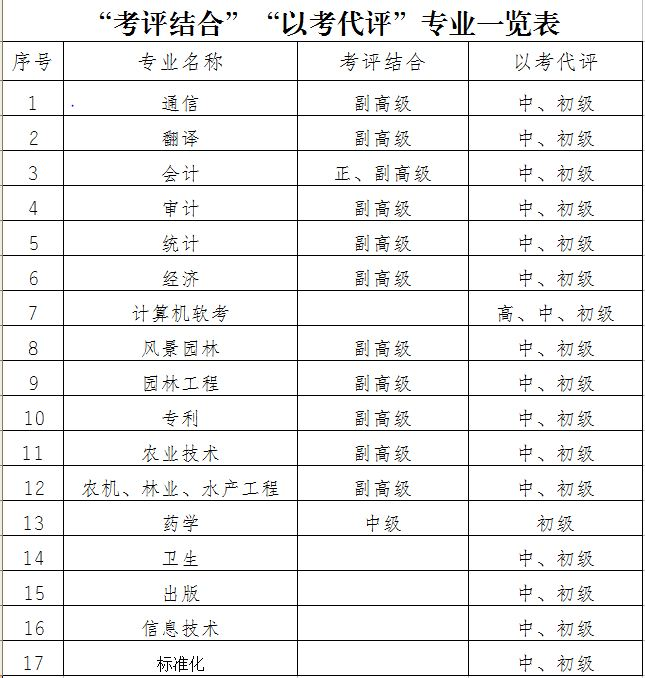 “考评结合”“以考代评”专业一览表
序号 专业名称 考评结合 以考代评
1 通信 副高级 中、初级
2 翻译 副高级 中、初级
3 会计 正、副高级 中、初级
4 审计 副高级 中、初级
5 统计 副高级 中、初级
6 经济 副高级 中、初级
7 计算机软考 高、中、初级
8 风景园林 副高级 中、初级
9 园林工程 副高级 中、初级
10 专利 副高级 中、初级
11 农业技术 副高级 中、初级
12 农机、林业、水产工程 副高级 中、初级
13 药学 中级 初级
14 卫生 中、初级
15 出版 中、初级
16 信息技术 中、初级
17 标准化 中、初级